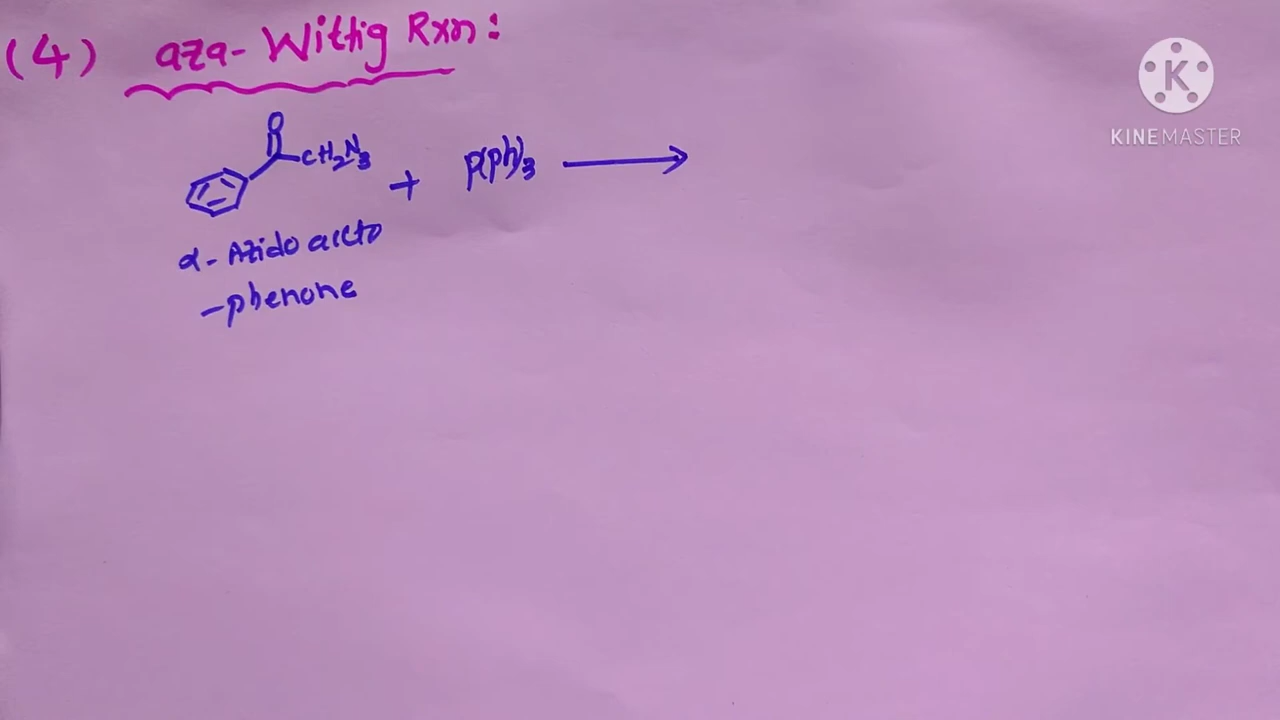 (4) aza-Wittig Rxn:
O
CH₂N₃
+ P(ph)₃
α-Azido aceto
-phenone
KINEMASTER